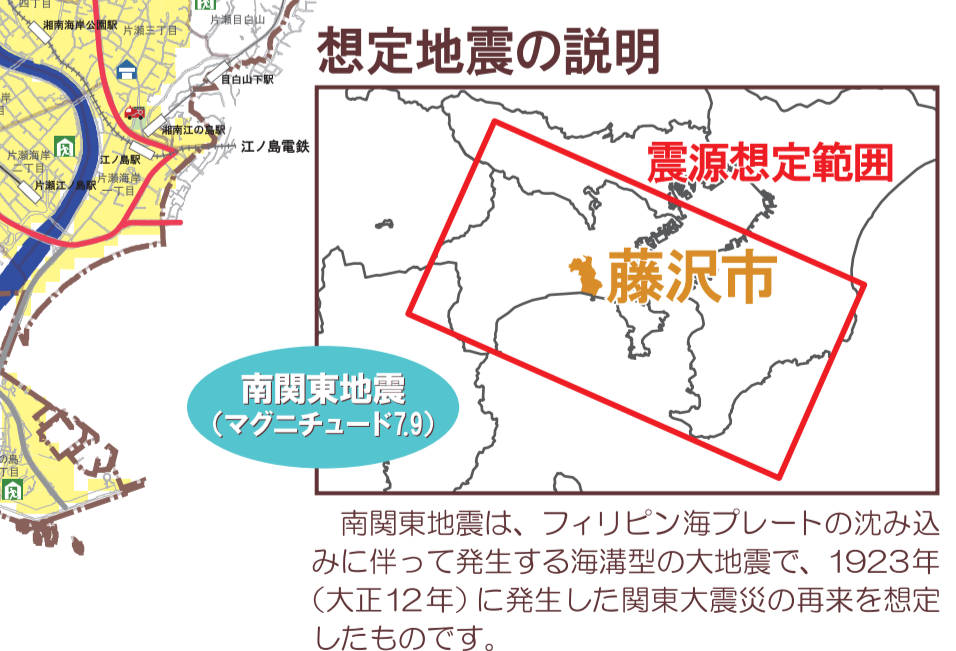 四丁目
湘南海岸公園駅
片瀬三丁目
片瀬目白山
目白山下駅
湘南江の島駅
江ノ島電鉄
江ノ島駅
片瀬海岸
二丁目
片瀬海岸
一丁目
片瀬江ノ島駅
想定地震の説明
震源想定範囲
藤沢市
南関東地震
（マグニチュード7.9）
の島
丁目
南関東地震は、フィリピン海プレートの沈み込
みに伴って発生する海溝型の大地震で、1923年
（大正12年）に発生した関東大震災の再来を想定
したものです。